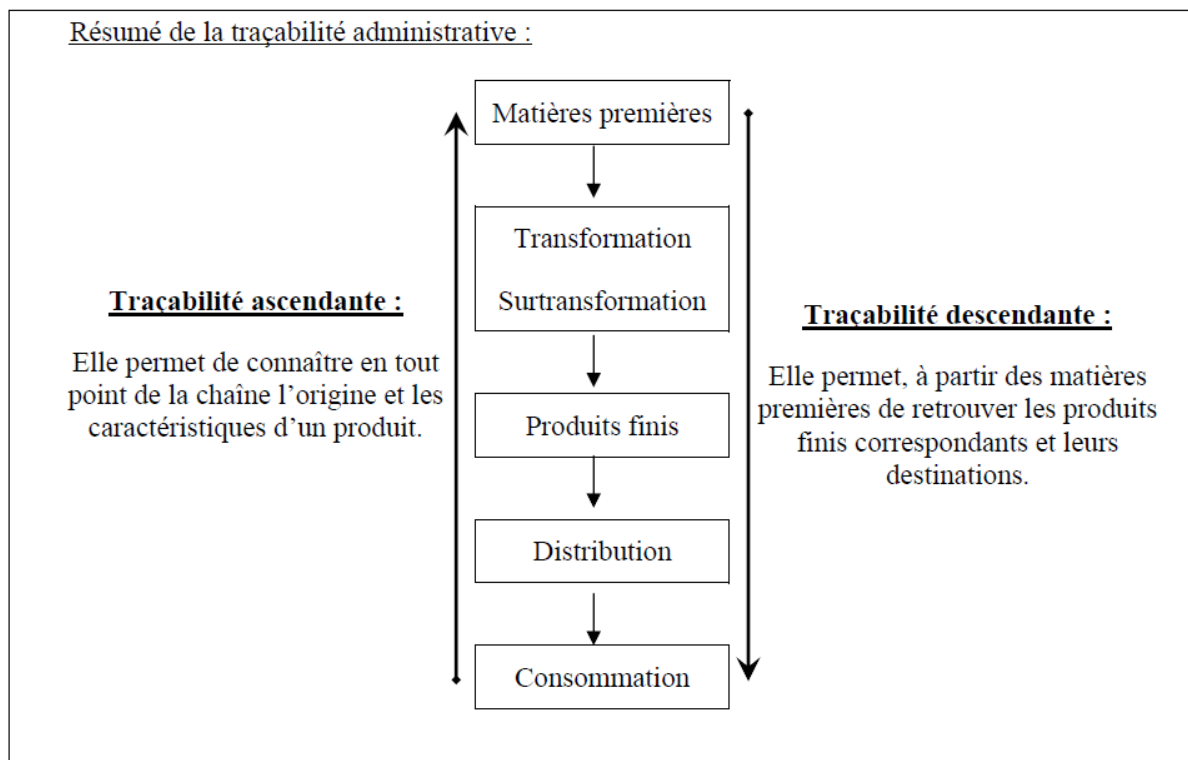 Résumé de la traçabilité administrative :
Matières premières
Transformation
Surtransformation
Traçabilité ascendante :
Elle permet de connaître en tout
point de la chaîne l’origine et les
caractéristiques d’un produit.
Traçabilité descendante :
Elle permet, à partir des matières
premières de retrouver les produits
finis correspondants et leurs
destinations.
Produits finis
Distribution
Consommation